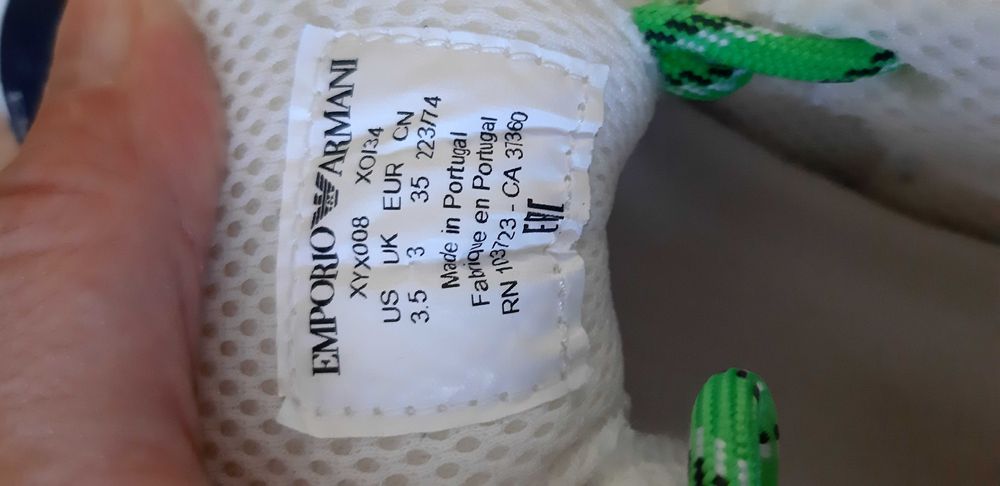 EMPORIO ARMANI
XYX008 XOI34
US UK EUR CN
3.5 3 35 223/74
Made in Portugal
Fabrique en Portugal
RN 103723 - CA 37360
EAC